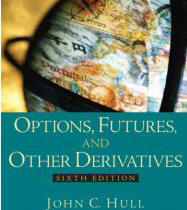 OPTIONS, FUTURES,
AND
OTHER DERIVATIVES
SIXTH EDITION
JOHN C. HULL